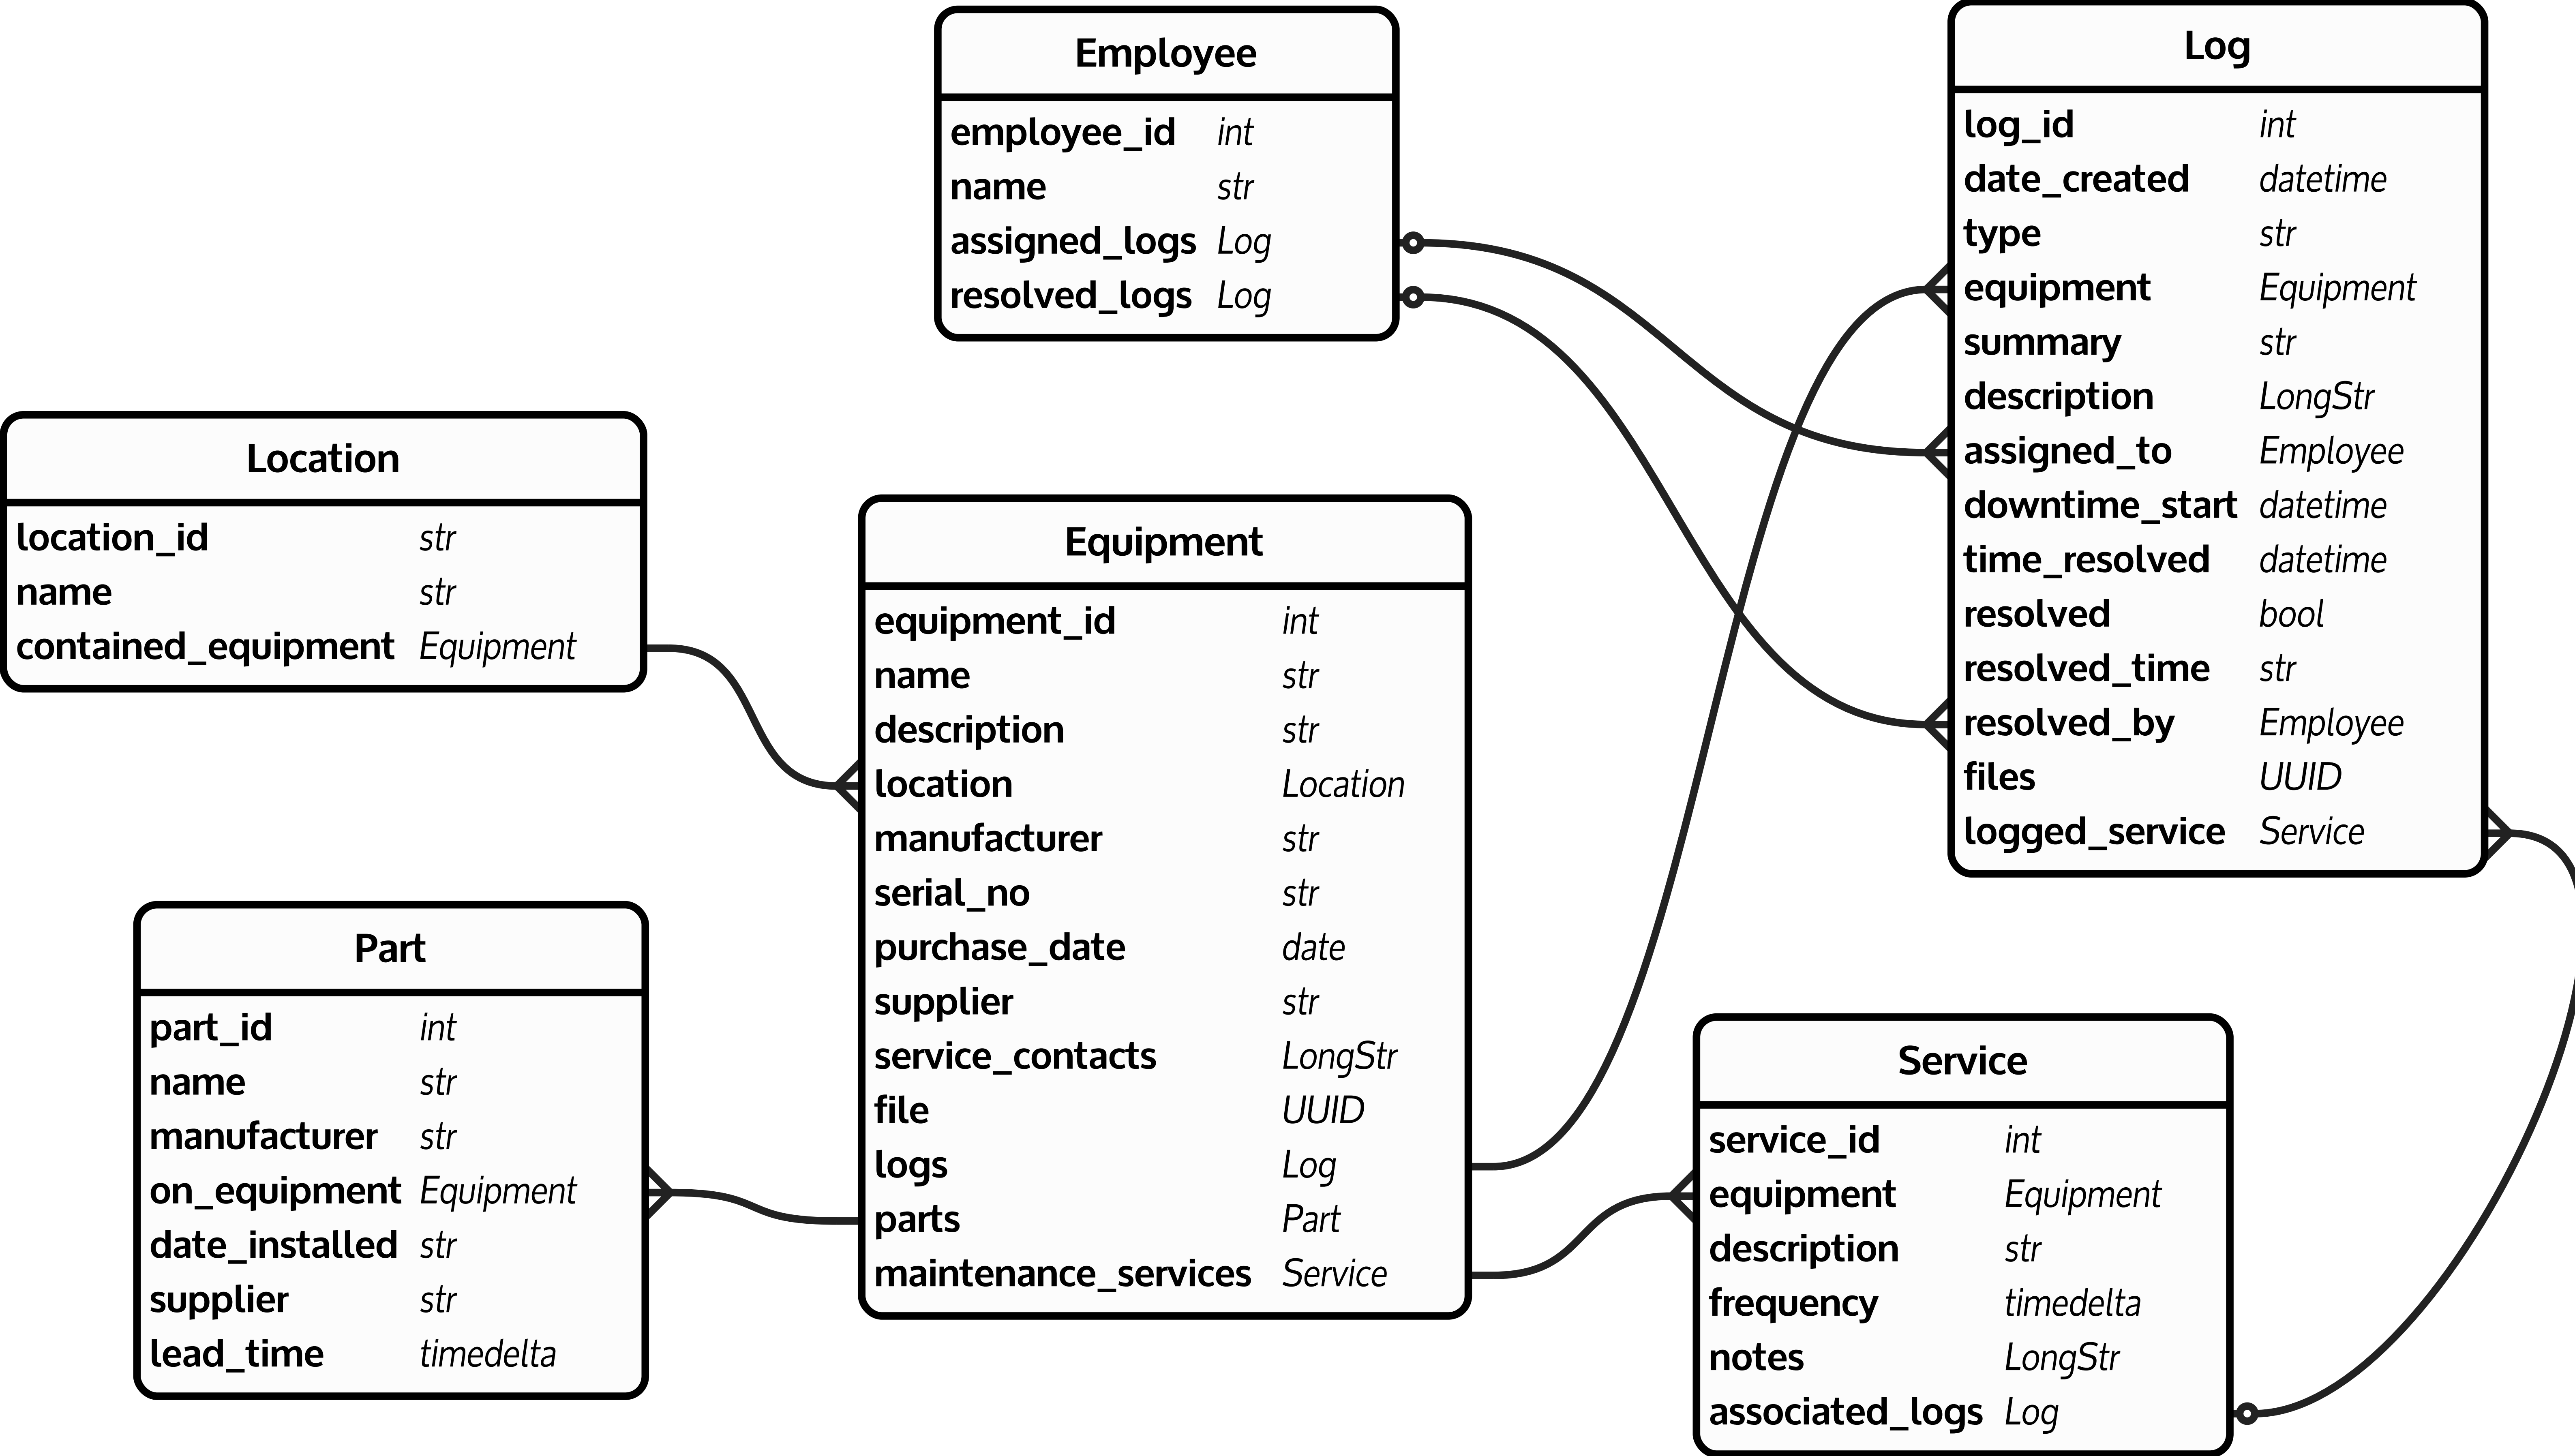 Employee
employee_id int
name str
assigned_logs Log
resolved_logs Log
Log
log_id int
date_created datetime
type str
equipment Equipment
summary str
description LongStr
assigned_to Employee
downtime_start datetime
time_resolved datetime
resolved bool
resolved_time str
resolved_by Employee
files UUID
logged_service Service
Location
location_id str
name str
contained_equipment Equipment
Equipment
equipment_id int
name str
description str
location Location
manufacturer str
serial_no str
purchase_date date
supplier str
service_contacts LongStr
file UUID
logs Log
parts Part
maintenance_services Service
Part
part_id int
name str
manufacturer str
on_equipment Equipment
date_installed str
supplier str
lead_time timedelta
Service
service_id int
equipment Equipment
description str
frequency timedelta
notes LongStr
associated_logs Log